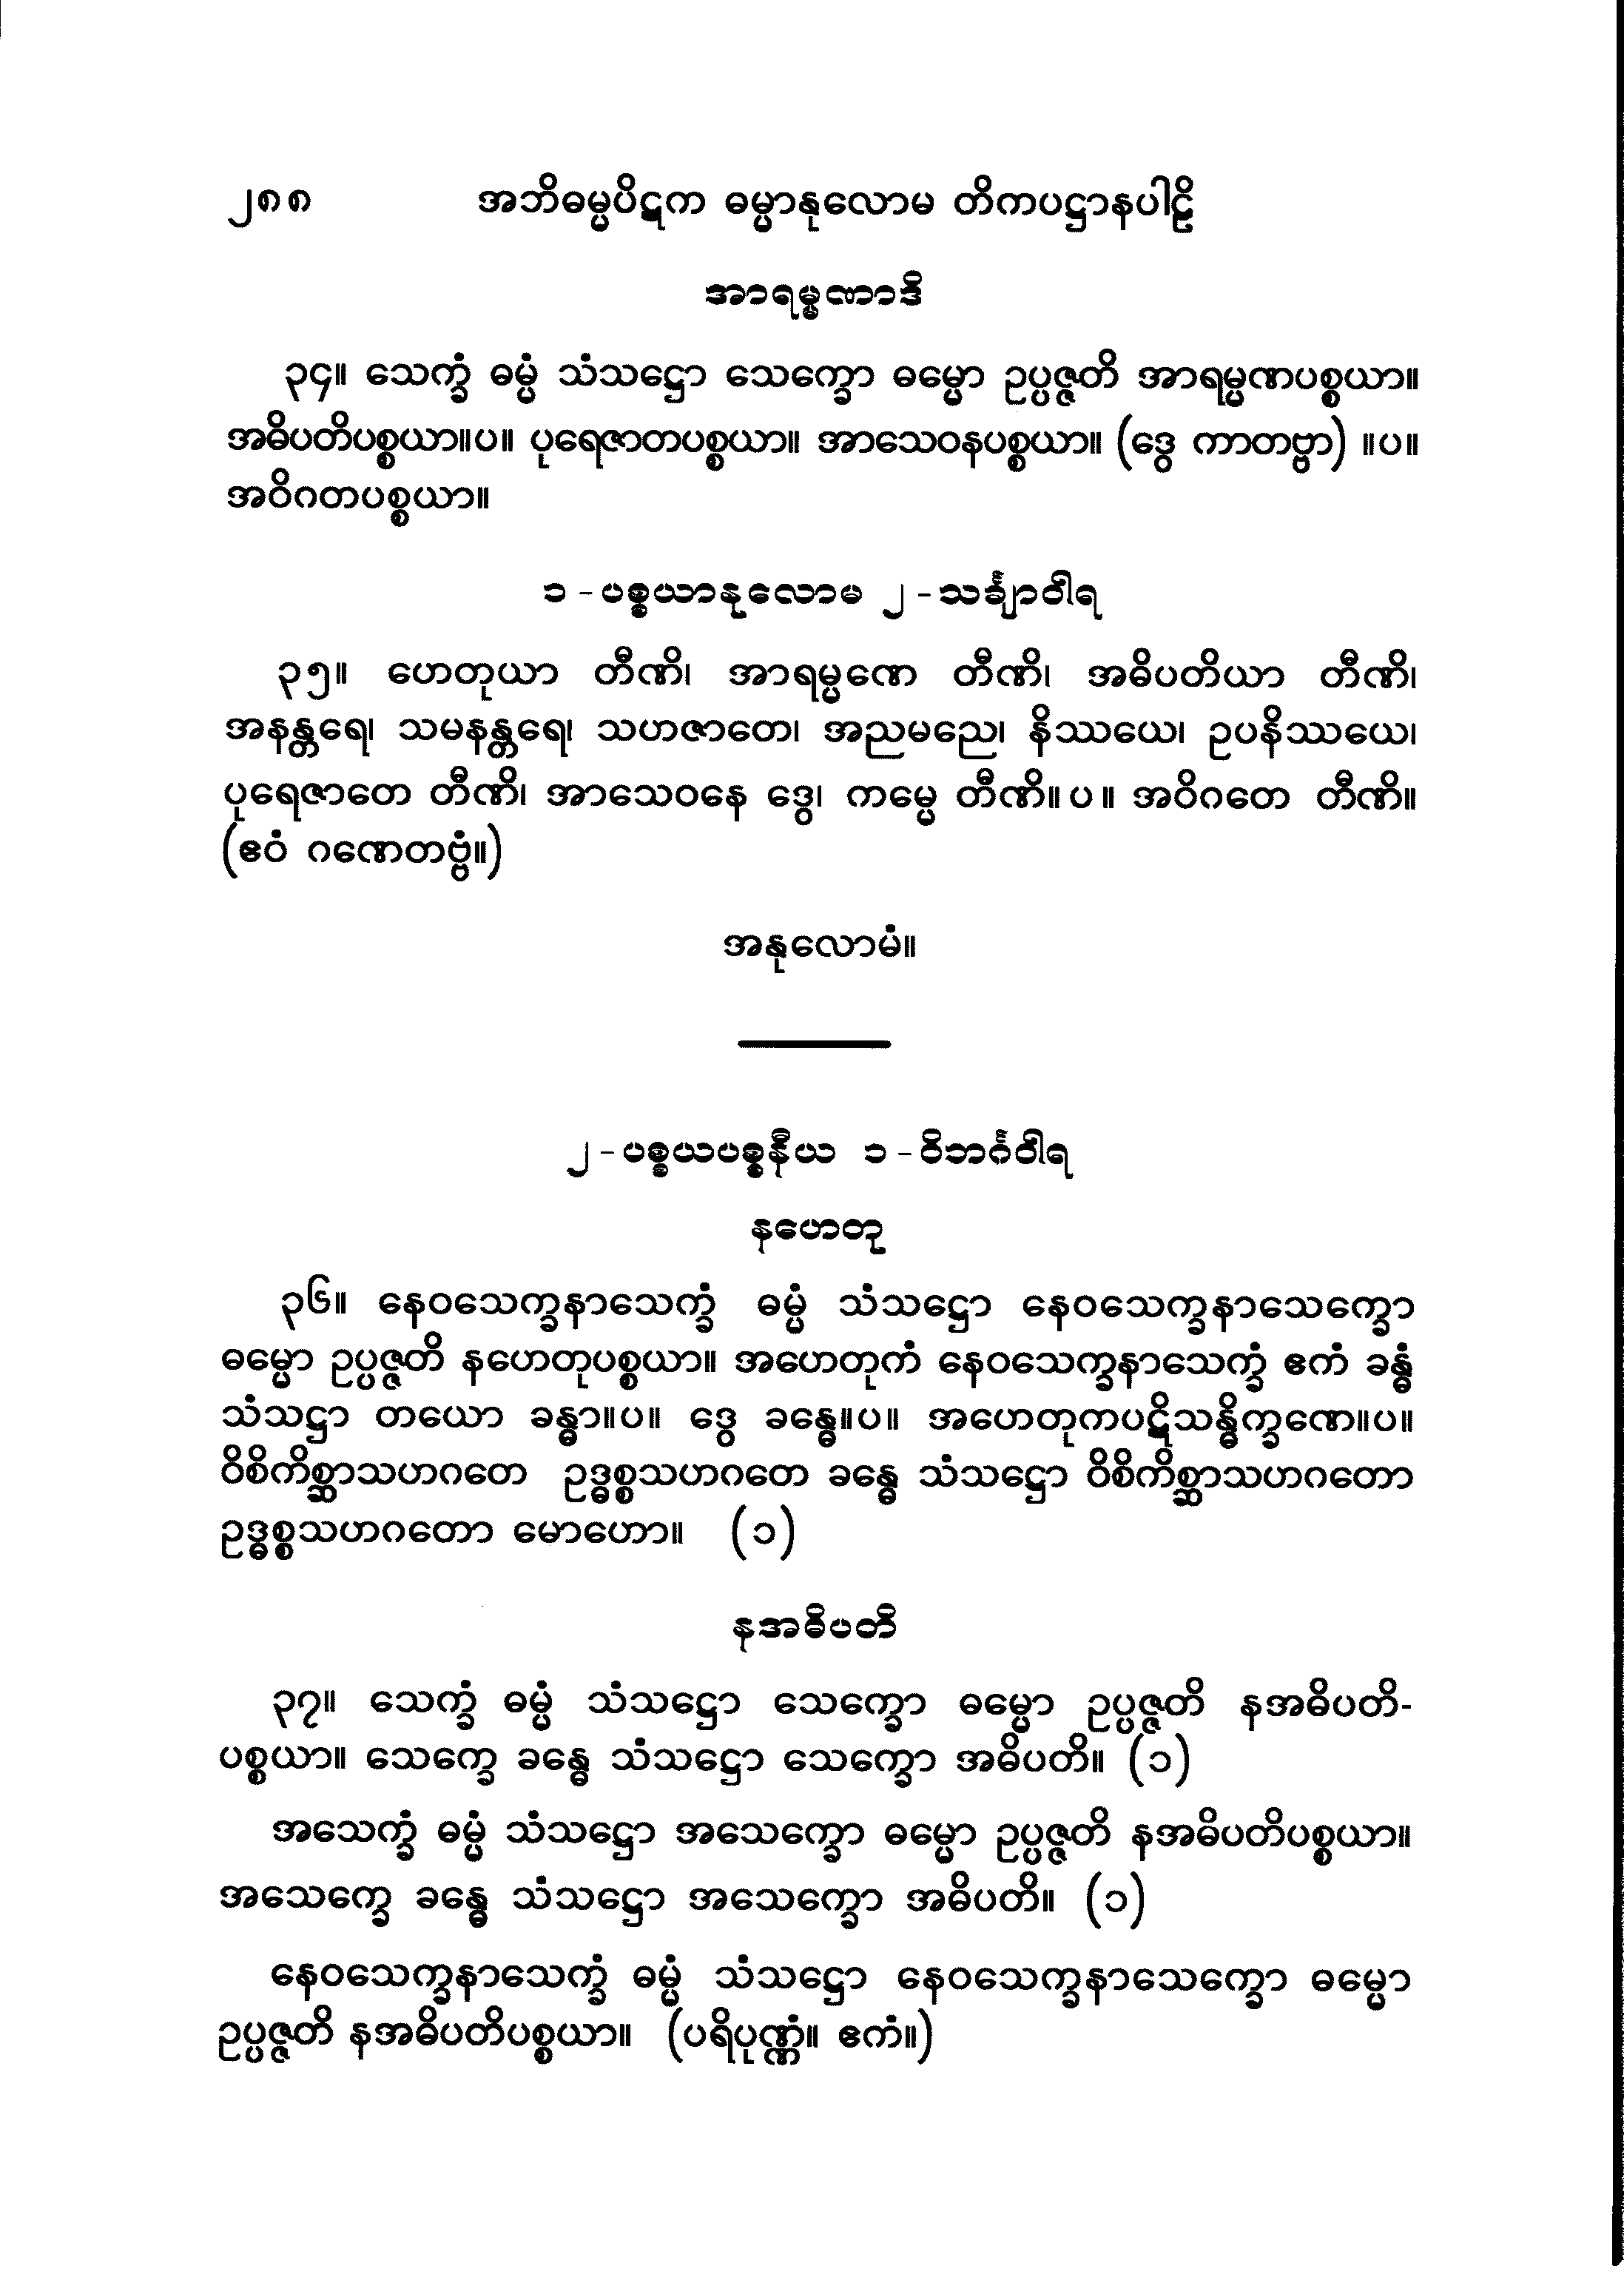 ၂၈၈ အဘိဓမ္မပိဋက ဓမ္မာနုလောမ တိကပဋ္ဌာနပါဠိ
အာရမ္မဏာဒိ
၃၄။ သေက္ခံ ဓမ္မံ သံသဋ္ဌော သေက္ခော ဓမ္မော ဥပ္ပဇ္ဇတိ အာရမ္မဏပစ္စယာ။
အဓိပတိပစ္စယာ။ပ။ ပုရေဇာတပစ္စယာ။ အာသေဝနပစ္စယာ။ (ဒွေ ကာတဗ္ဗာ) ။ပ။
အဝိဂတပစ္စယာ။
၁ - ပစ္စယာနုလောမ ၂ - သင်္ချာဝါရ
၃၅။ ဟေတုယာ တီဏိ၊ အာရမ္မဏေ တီဏိ၊ အဓိပတိယာ တီဏိ၊
အနန္တရေ၊ သမနန္တရေ၊ သဟဇာတေ၊ အညမညေ၊ နိဿယေ၊ ဥပနိဿယေ၊
ပုရေဇာတေ တီဏိ၊ အာသေဝနေ ဒွေ၊ ကမ္မေ တီဏိ။ပ။ အဝိဂတေ တီဏိ။
(ဧဝံ ဂဏေတဗ္ဗံ။)
အနုလောမံ။
၂ - ပစ္စယပစ္စနီယ ၁ - ဝိဘင်္ဂဝါရ
နဟေတု
၃၆။ နေဝသေက္ခနာသေက္ခံ ဓမ္မံ သံသဋ္ဌော နေဝသေက္ခနာသေက္ခော
ဓမ္မော ဥပ္ပဇ္ဇတိ နဟေတုပစ္စယာ။ အဟေတုကံ နေဝသေက္ခနာသေက္ခံ ဧကံ ခန္ဓံ
သံသဋ္ဌာ တယော ခန္ဓာ။ပ။ ဒွေ ခန္ဓေ။ပ။ အဟေတုကပဋိသန္ဓိက္ခဏေ။ပ။
ဝိစိကိစ္ဆာသဟဂတေ ဥဒ္ဓစ္စသဟဂတေ ခန္ဓေ သံသဋ္ဌော ဝိစိကိစ္ဆာသဟဂတော
ဥဒ္ဓစ္စသဟဂတော မောဟော။ (၁)
နအဓိပတိ
၃၇။ သေက္ခံ ဓမ္မံ သံသဋ္ဌော သေက္ခော ဓမ္မော ဥပ္ပဇ္ဇတိ နအဓိပတိ-
ပစ္စယာ။ သေက္ခေ ခန္ဓေ သံသဋ္ဌော သေက္ခော အဓိပတိ။ (၁)
အသေက္ခံ ဓမ္မံ သံသဋ္ဌော အသေက္ခော ဓမ္မော ဥပ္ပဇ္ဇတိ နအဓိပတိပစ္စယာ။
အသေက္ခေ ခန္ဓေ သံသဋ္ဌော အသေက္ခော အဓိပတိ။ (၁)
နေဝသေက္ခနာသေက္ခံ ဓမ္မံ သံသဋ္ဌော နေဝသေက္ခနာသေက္ခော ဓမ္မော
ဥပ္ပဇ္ဇတိ နအဓိပတိပစ္စယာ။ (ပရိပုဏ္ဏံ။ ဧကံ။)